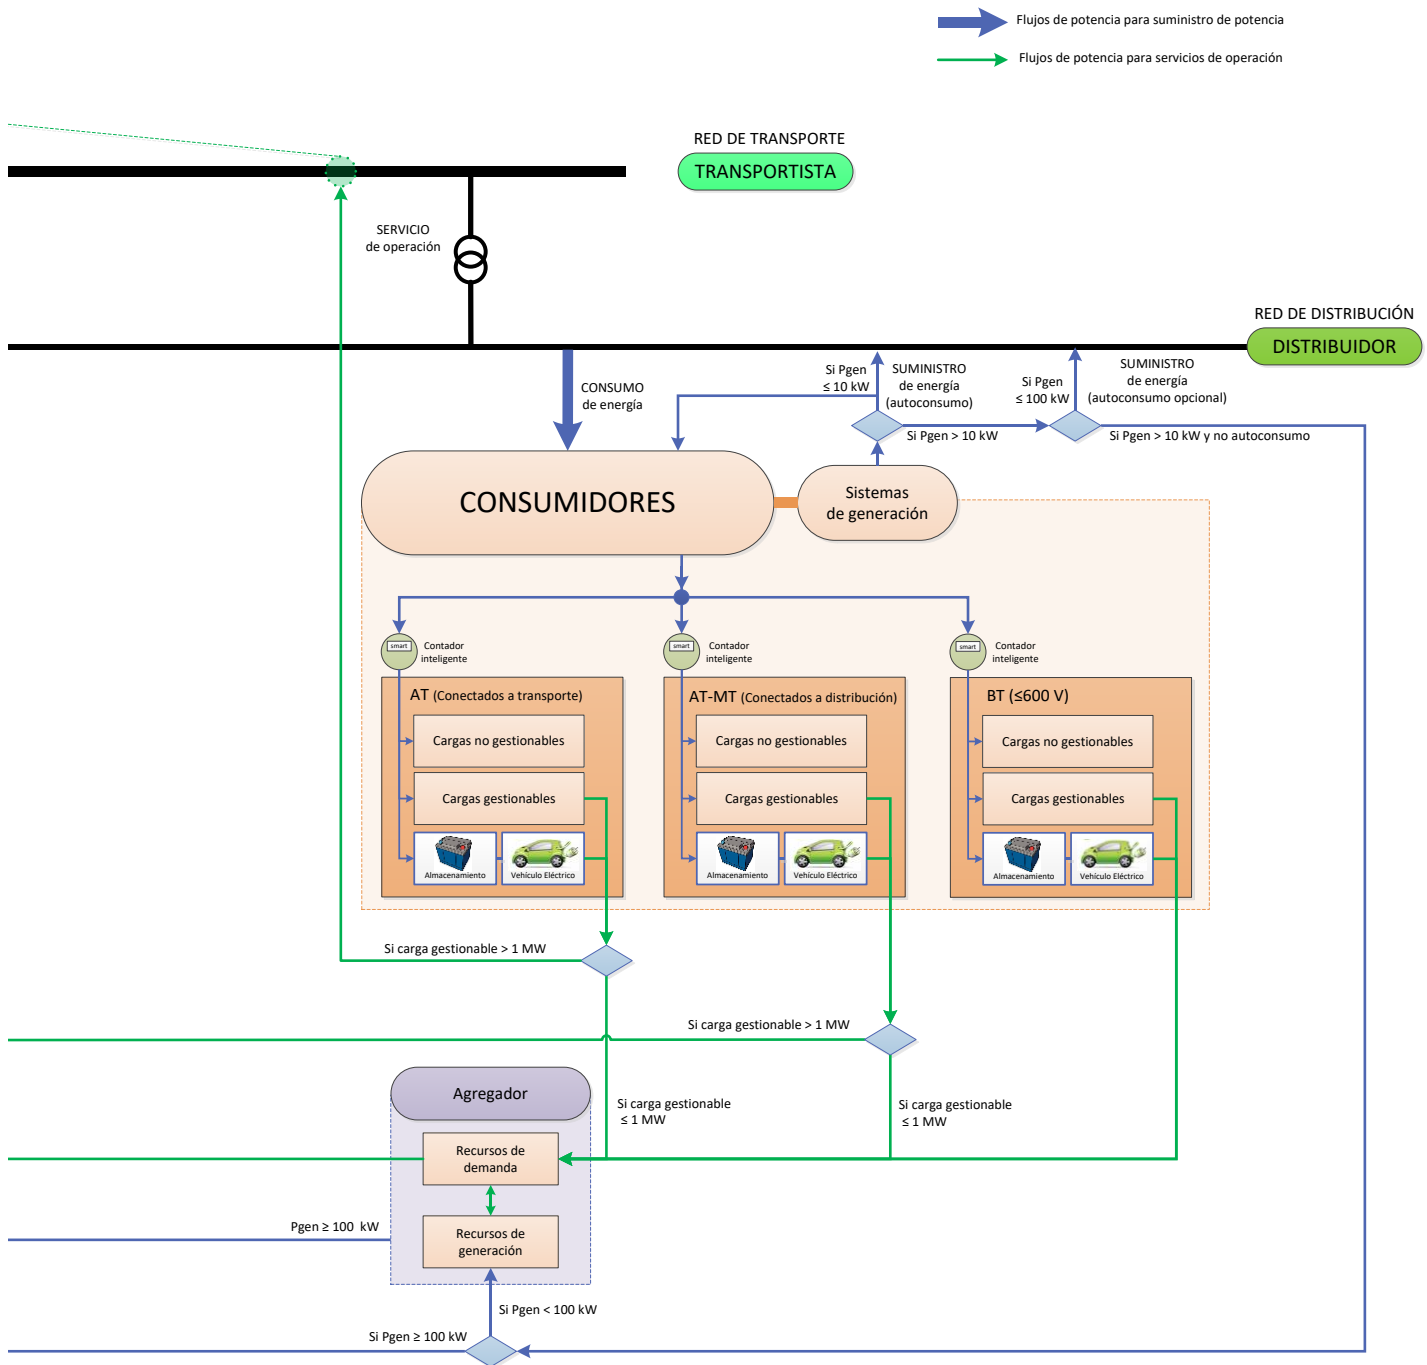 Flujos de potencia para suministro de potencia
Flujos de potencia para servicios de operación
RED DE TRANSPORTE
TRANSPORTISTA
SERVICIO
de operación
RED DE DISTRIBUCIÓN
DISTRIBUIDOR
CONSUMO
de energía
Si Pgen
≤ 10 kW
SUMINISTRO
de energía
(autoconsumo)
Si Pgen
≤ 100 kW
SUMINISTRO
de energía
(autoconsumo opcional)
Si Pgen > 10 kW
Si Pgen > 10 kW y no autoconsumo
CONSUMIDORES
Sistemas
de generación
smart
Contador
inteligente
smart
Contador
inteligente
smart
Contador
inteligente
AT (Conectados a transporte)
Cargas no gestionables
Cargas gestionables
Almacenamiento
Vehículo Eléctrico
AT-MT (Conectados a distribución)
Cargas no gestionables
Cargas gestionables
Almacenamiento
Vehículo Eléctrico
BT (≤600 V)
Cargas no gestionables
Cargas gestionables
Almacenamiento
Vehículo Eléctrico
Si carga gestionable > 1 MW
Si carga gestionable > 1 MW
Agregador
Si carga gestionable
≤ 1 MW
Si carga gestionable
≤ 1 MW
Recursos de
demanda
Pgen ≥ 100 kW
Recursos de
generación
Si Pgen < 100 kW
Si Pgen ≥ 100 kW